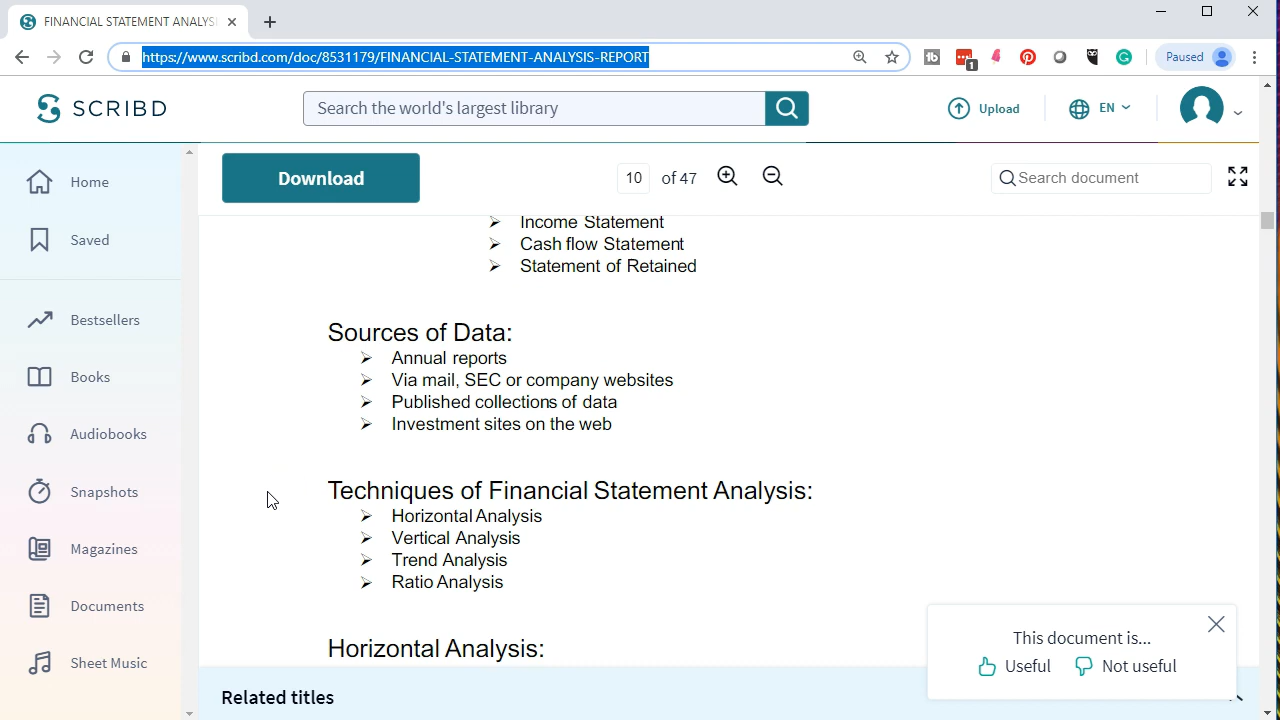 FINANCIAL STATEMENT ANALYS
https://www.scribd.com/doc/8531179/FINANCIAL-STATEMENT-ANALYSIS-REPORT
tb
1
G
Paused
SCRIBD
Search the world's largest library
Upload
EN
Home
Saved
Bestsellers
Books
Audiobooks
Snapshots
Magazines
Documents
Sheet Music
Download
10 of 47
Search document
Income Statement
Cash flow Statement
Statement of Retained
Sources of Data:
Annual reports
Via mail, SEC or company websites
Published collections of data
Investment sites on the web
Techniques of Financial Statement Analysis:
Horizontal Analysis
Vertical Analysis
Trend Analysis
Ratio Analysis
Horizontal Analysis:
This document is...
Useful
Not useful
Related titles